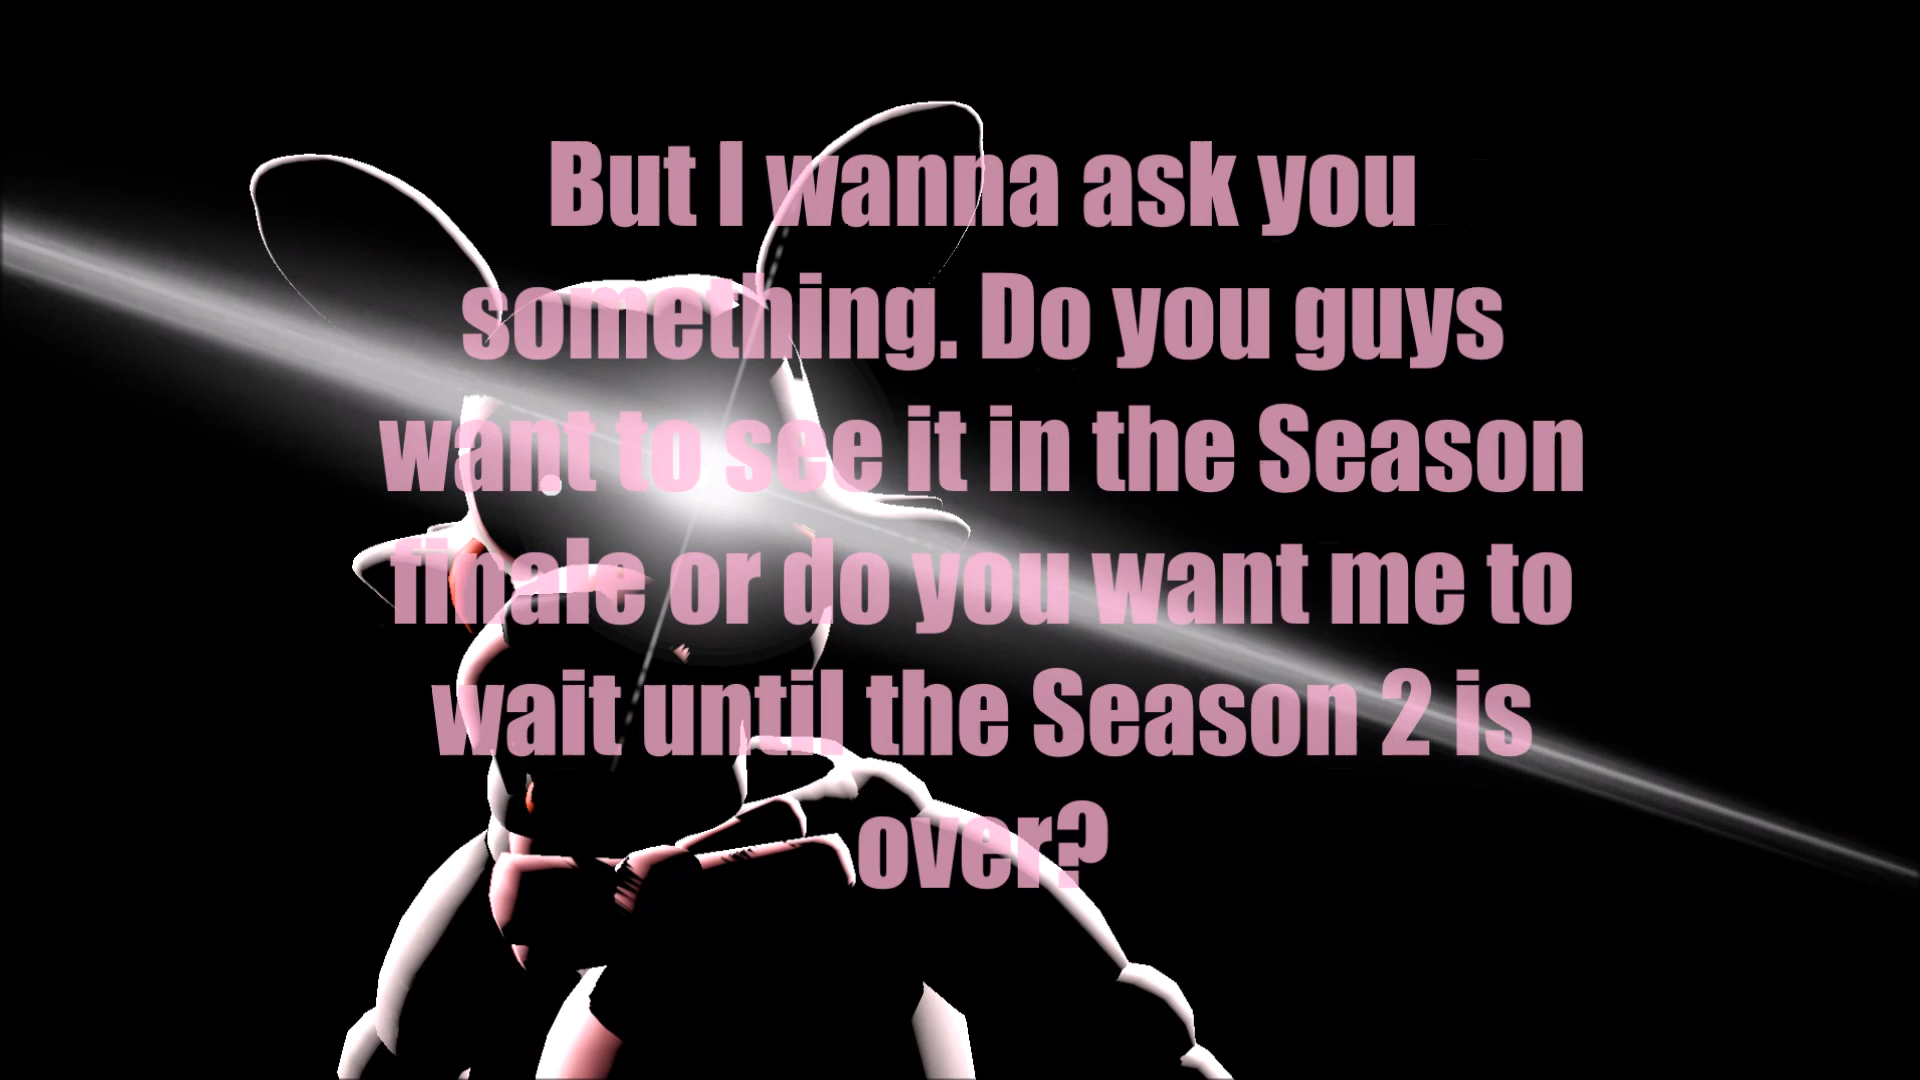 But I wanna ask you
something. Do you guys
want to see it in the Season
finale or do you want me to
wait until the Season 2 is
over?